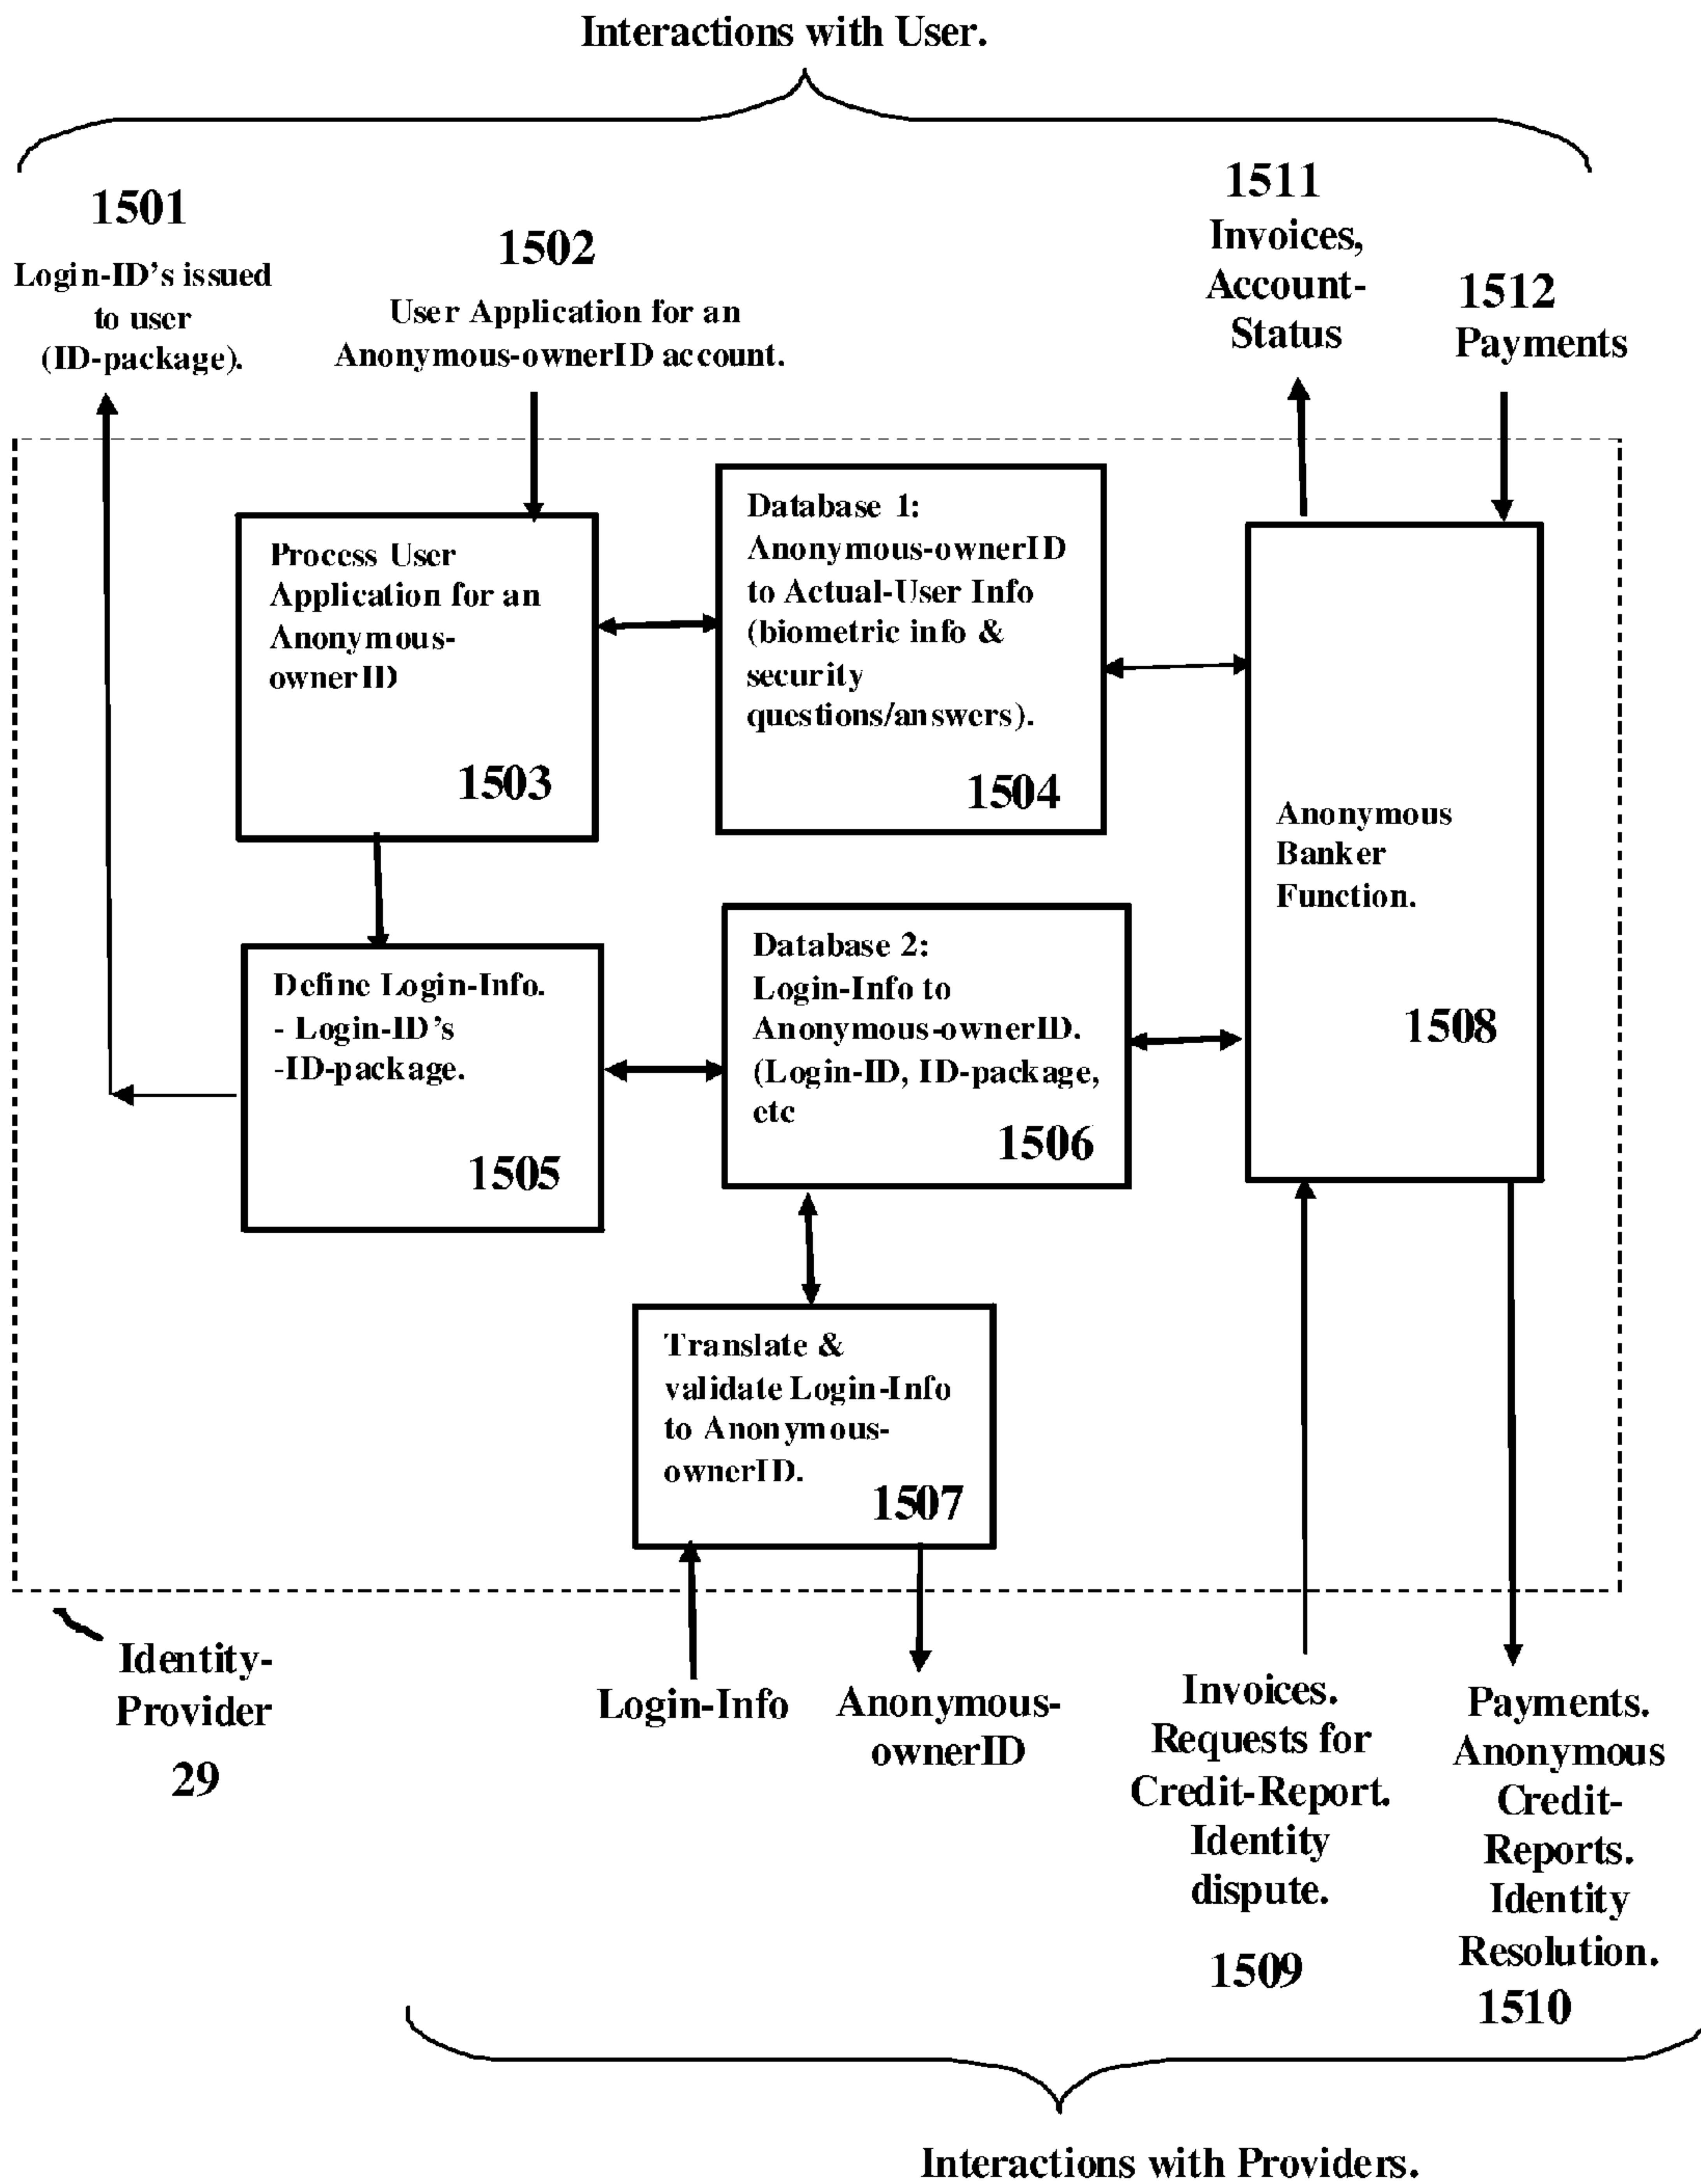 Interactions with User.
1501
Login-ID's issued
to user
(ID-package).
1502
User Application for an
Anonymous-ownerID account.
1511
Invoices,
Account-
Status
1512
Payments
Process User
Application for an
Anonymous-
ownerID
1503
Database 1:
Anonymous-ownerID
to Actual-User Info
(biometric info &
security
questions/answers).
1504
Anonymous
Banker
Function.
1508
Define Login-Info.
- Login-ID's
-ID-package.
1505
Database 2:
Login-Info to
Anonymous-ownerID.
(Login-ID, ID-package,
etc
1506
Translate &
validate Login-Info
to Anonymous-
ownerID.
1507
Identity-
Provider
29
Login-Info
Anonymous-
ownerID
Invoices.
Requests for
Credit-Report.
Identity
dispute.
1509
Payments.
Anonymous
Credit-
Reports.
Identity
Resolution.
1510
Interactions with Providers.